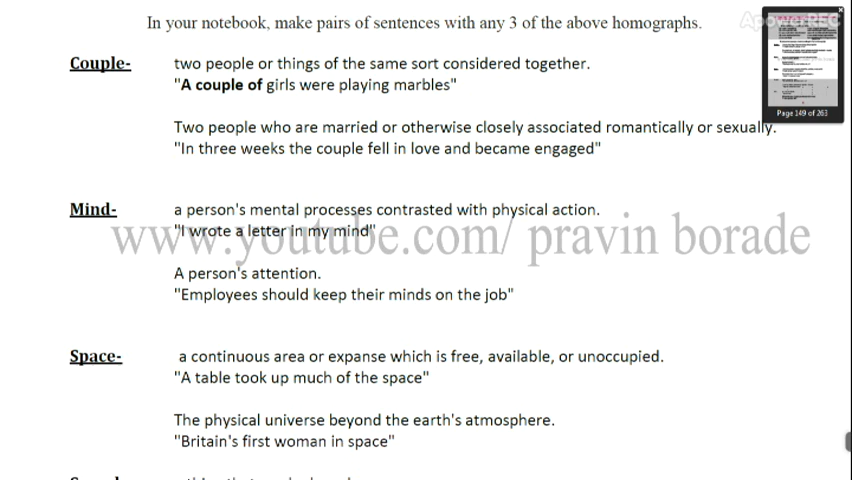 In your notebook, make pairs of sentences with any 3 of the above homographs.
ApowerREC
Page 149 of 263
Couple- two people or things of the same sort considered together.
"A couple of girls were playing marbles"
Two people who are married or otherwise closely associated romantically or sexually.
"In three weeks the couple fell in love and became engaged"
Mind- a person's mental processes contrasted with physical action.
"I wrote a letter in my mind"
www.youtube.com/ pravin borade
A person's attention.
"Employees should keep their minds on the job"
Space- a continuous area or expanse which is free, available, or unoccupied.
"A table took up much of the space"
The physical universe beyond the earth's atmosphere.
"Britain's first woman in space"